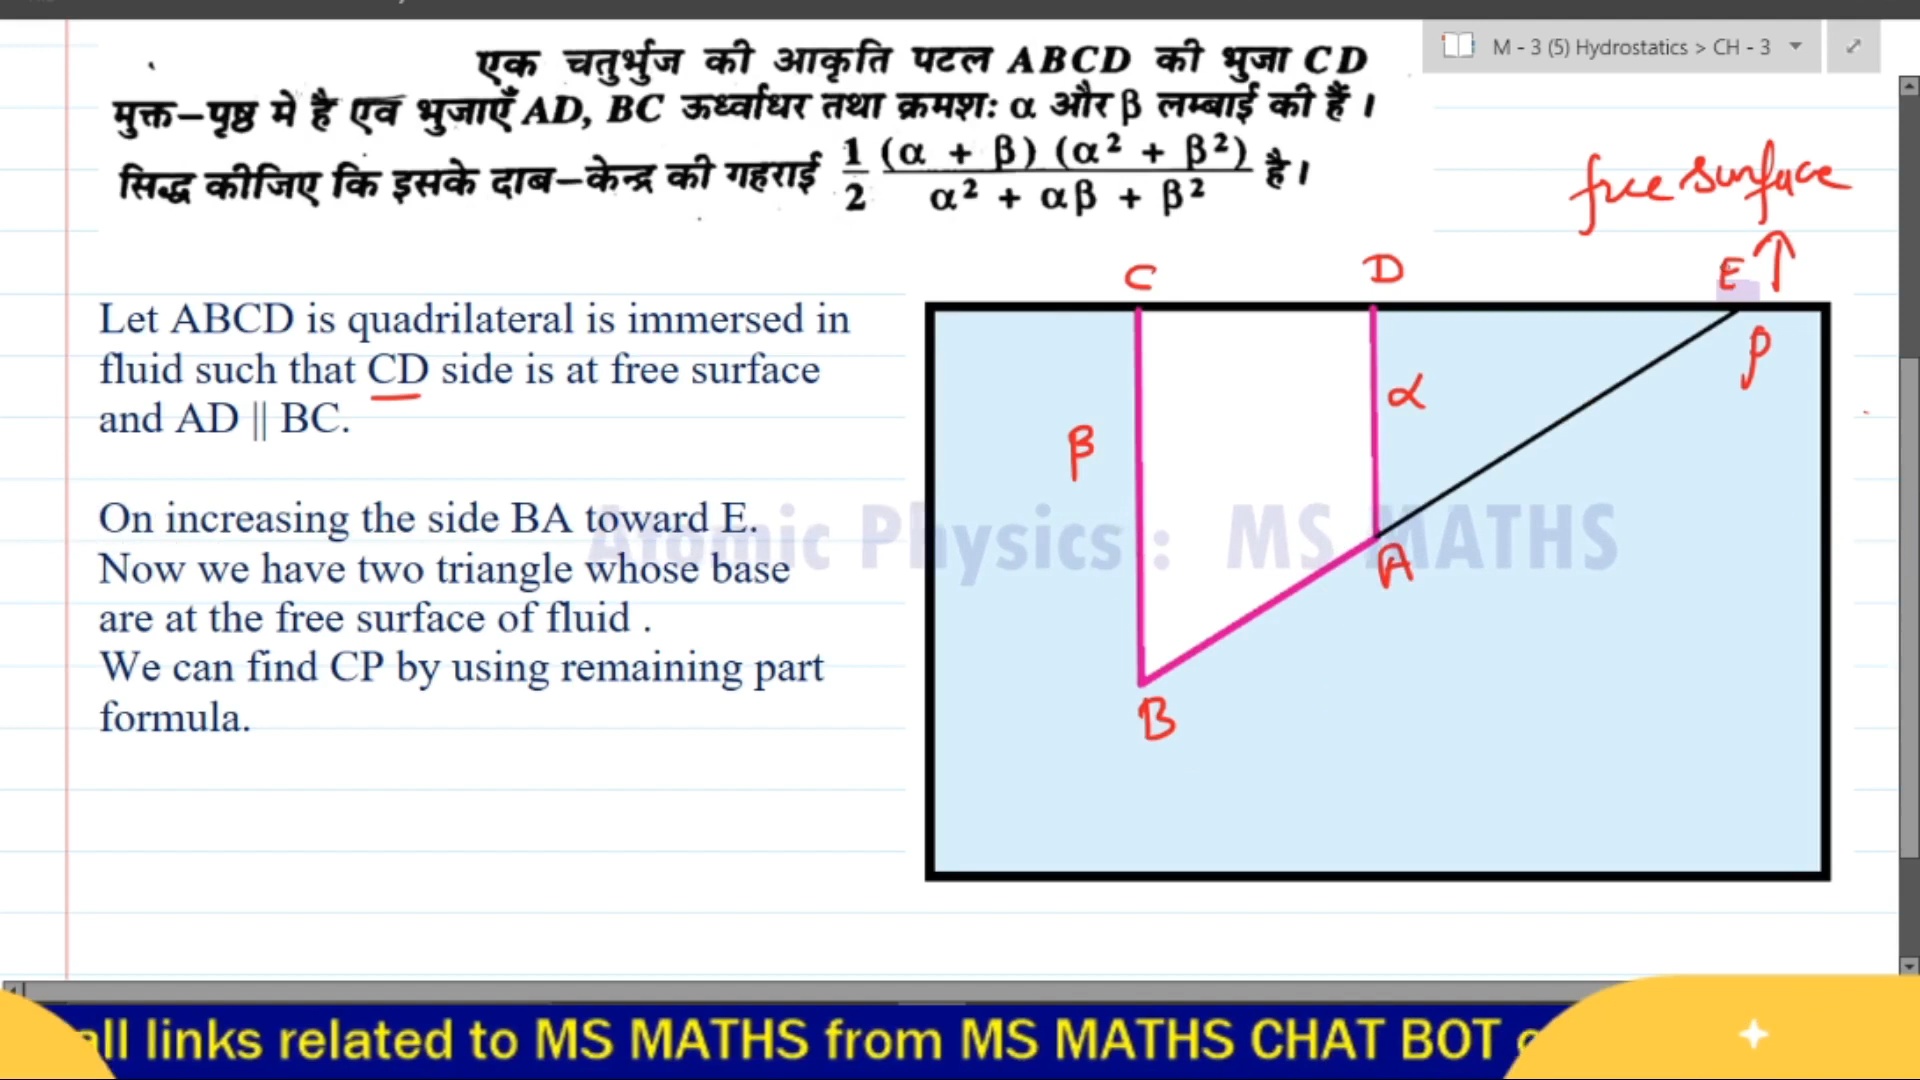 M - 3 (5) Hydrostatics > CH - 3
एक चतुर्भुज की आकृति पटल ABCD की भुजा CD
मुक्त-पृष्ठ मे है एव भुजाएँ AD, BC ऊर्ध्वाधर तथा क्रमश: α और β लम्बाई की हैं ।
सिद्ध कीजिए कि इसके दाब-केन्द्र की गहराई 1/2 (α + β) (α² + β²) / α² + αβ + β² है ।
free surface
C D E ↑
Let ABCD is quadrilateral is immersed in
fluid such that CD side is at free surface
and AD || BC.
β α ρ
On increasing the side BA toward E.
Now we have two triangle whose base
are at the free surface of fluid .
We can find CP by using remaining part
formula.
A
B
Atomic Physics : MS MATHS
all links related to MS MATHS from MS MATHS CHAT BOT